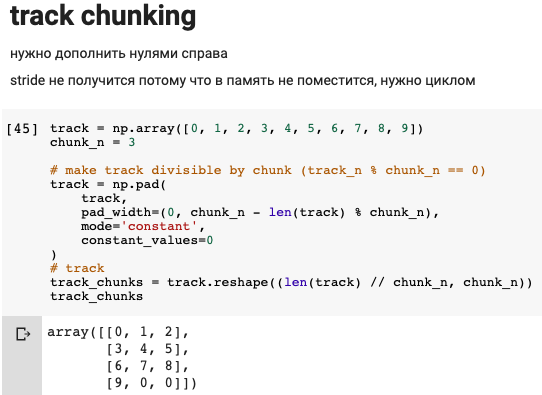 track chunking
нужно дополнить нулями справа
stride не получится потому что в память не поместится, нужно циклом
[45] track = np.array([0, 1, 2, 3, 4, 5, 6, 7, 8, 9])
chunk_n = 3
# make track divisible by chunk (track_n % chunk_n == 0)
track = np.pad(
track,
pad_width=(0, chunk_n - len(track) % chunk_n),
mode='constant',
constant_values=0
)
# track
track_chunks = track.reshape((len(track) // chunk_n, chunk_n))
track_chunks
array([[0, 1, 2],
[3, 4, 5],
[6, 7, 8],
[9, 0, 0]])